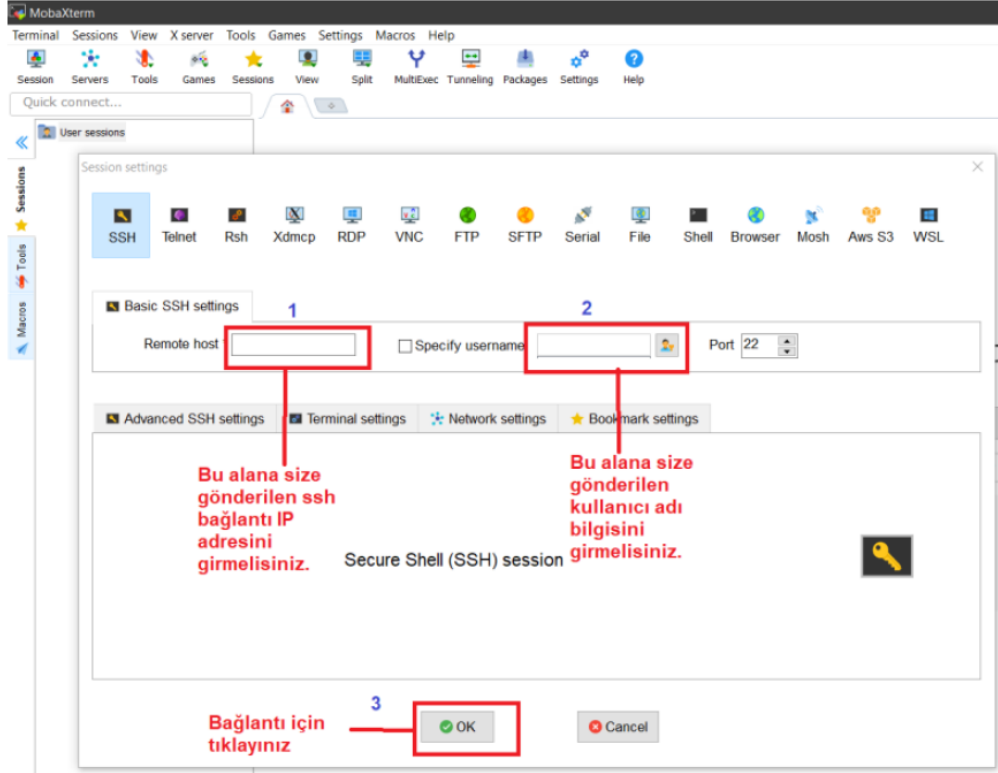 MobaXterm
Terminal Sessions View X server Tools Games Settings Macros Help
Session Servers Tools Games Sessions View Split MultiExec Tunneling Packages Settings Help
Quick connect...
User sessions
Sessions
Tools
Macros
Session settings
SSH Telnet Rsh Xdmcp RDP VNC FTP SFTP Serial File Shell Browser Mosh Aws S3 WSL
Basic SSH settings
1
2
Remote host
Specify username
Port 22
Advanced SSH settings Terminal settings Network settings Bookmark settings
Bu alana size
gönderilen ssh
bağlantı IP
adresini
girmelisiniz.
Bu alana size
gönderilen
kullanıcı adı
bilgisini
girmelisiniz.
Secure Shell (SSH) session
3
Bağlantı için
tıklayınız
OK
Cancel